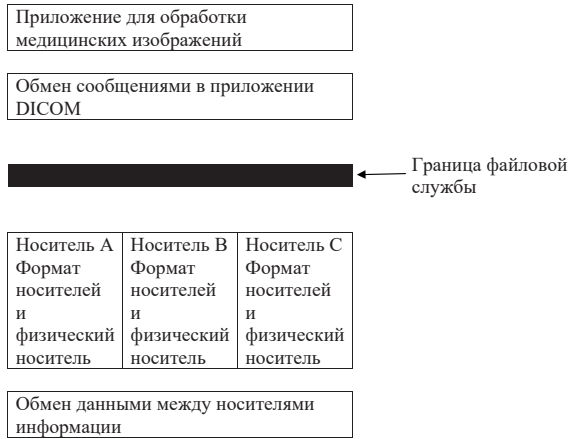 Приложение для обработки
медицинских изображений
Обмен сообщениями в приложении
DICOM
Граница файловой
службы
Носитель A
Формат
носителей
и
физический
носитель
Носитель B
Формат
носителей
и
физический
носитель
Носитель C
Формат
носителей
и
физический
носитель
Обмен данными между носителями
информации